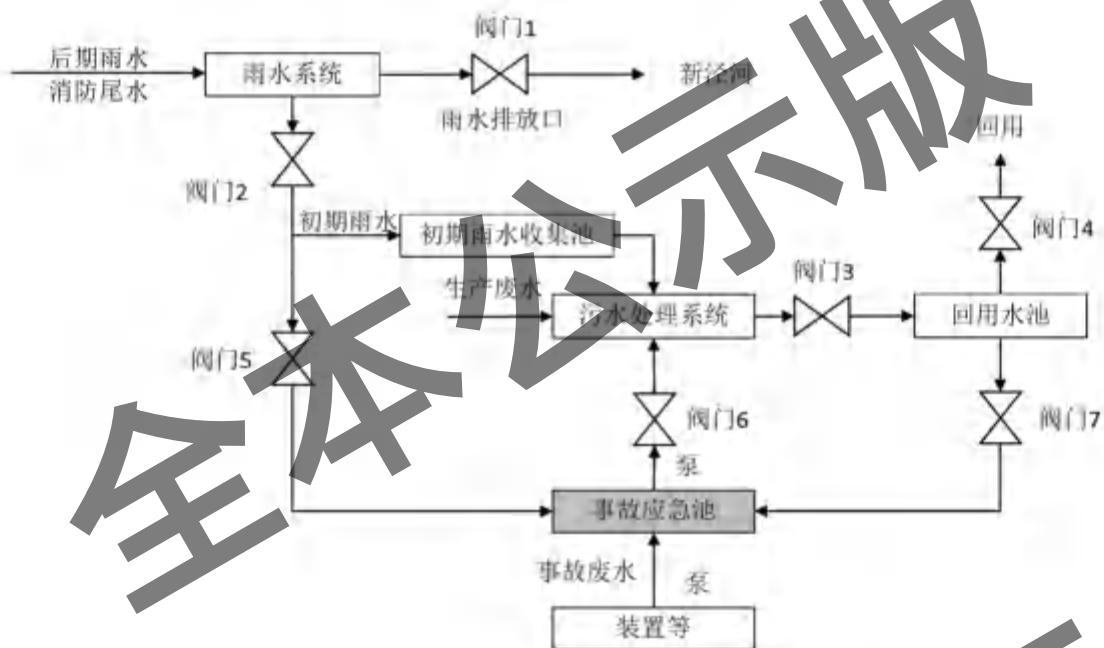 阀门1
后期雨水
雨水系统
新泾河
消防尾水
雨水排放口
回用
阀门2
初期雨水
初期雨水收集池
阀门4
阀门3
生产废水
污水处理系统
回用水池
阀门5
阀门6
阀门7
泵
事故应急池
事故废水
泵
装置等
全本公示版